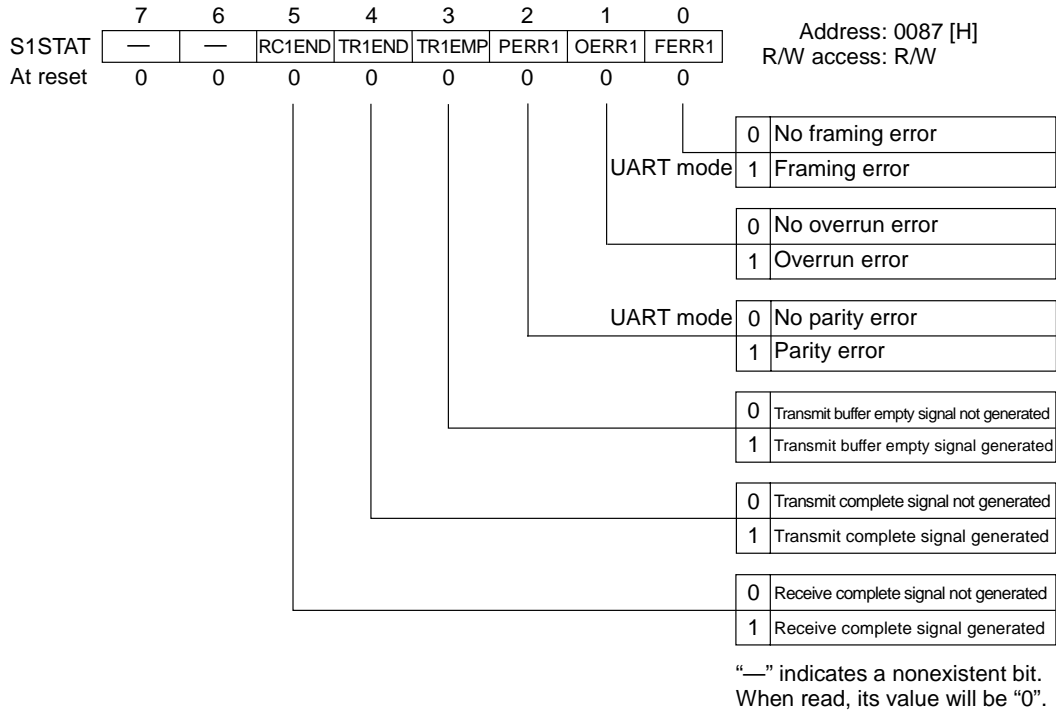 7 6 5 4 3 2 1 0
Address: 0087 [H]
S1STAT — — RC1END TR1END TR1EMP PERR1 OERR1 FERR1
R/W access: R/W
At reset 0 0 0 0 0 0 0 0
0 No framing error
UART mode 1 Framing error
0 No overrun error
1 Overrun error
UART mode 0 No parity error
1 Parity error
0 Transmit buffer empty signal not generated
1 Transmit buffer empty signal generated
0 Transmit complete signal not generated
1 Transmit complete signal generated
0 Receive complete signal not generated
1 Receive complete signal generated
“—” indicates a nonexistent bit.
When read, its value will be “0”.